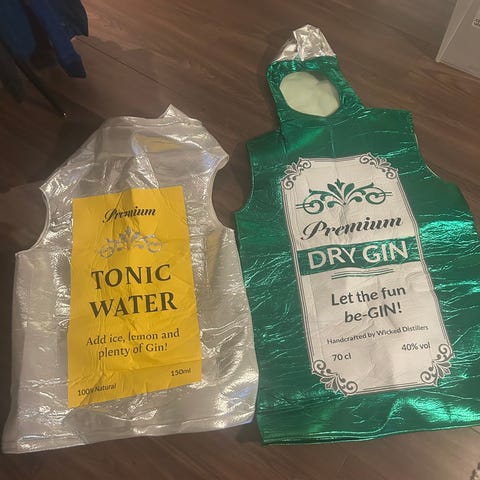 Premium
TONIC
WATER
Add ice, lemon and
plenty of Gin!
100% Natural
150ml
Premium
DRY GIN
Let the fun
be-GIN!
Handcrafted by Wicked Distillers
70 cl
40% vol